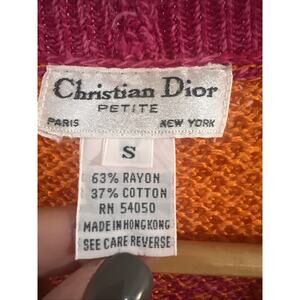 Christian Dior
PETITE
PARIS NEW YORK
S
63% RAYON
37% COTTON
RN 54050
MADE IN HONG KONG
SEE CARE REVERSE